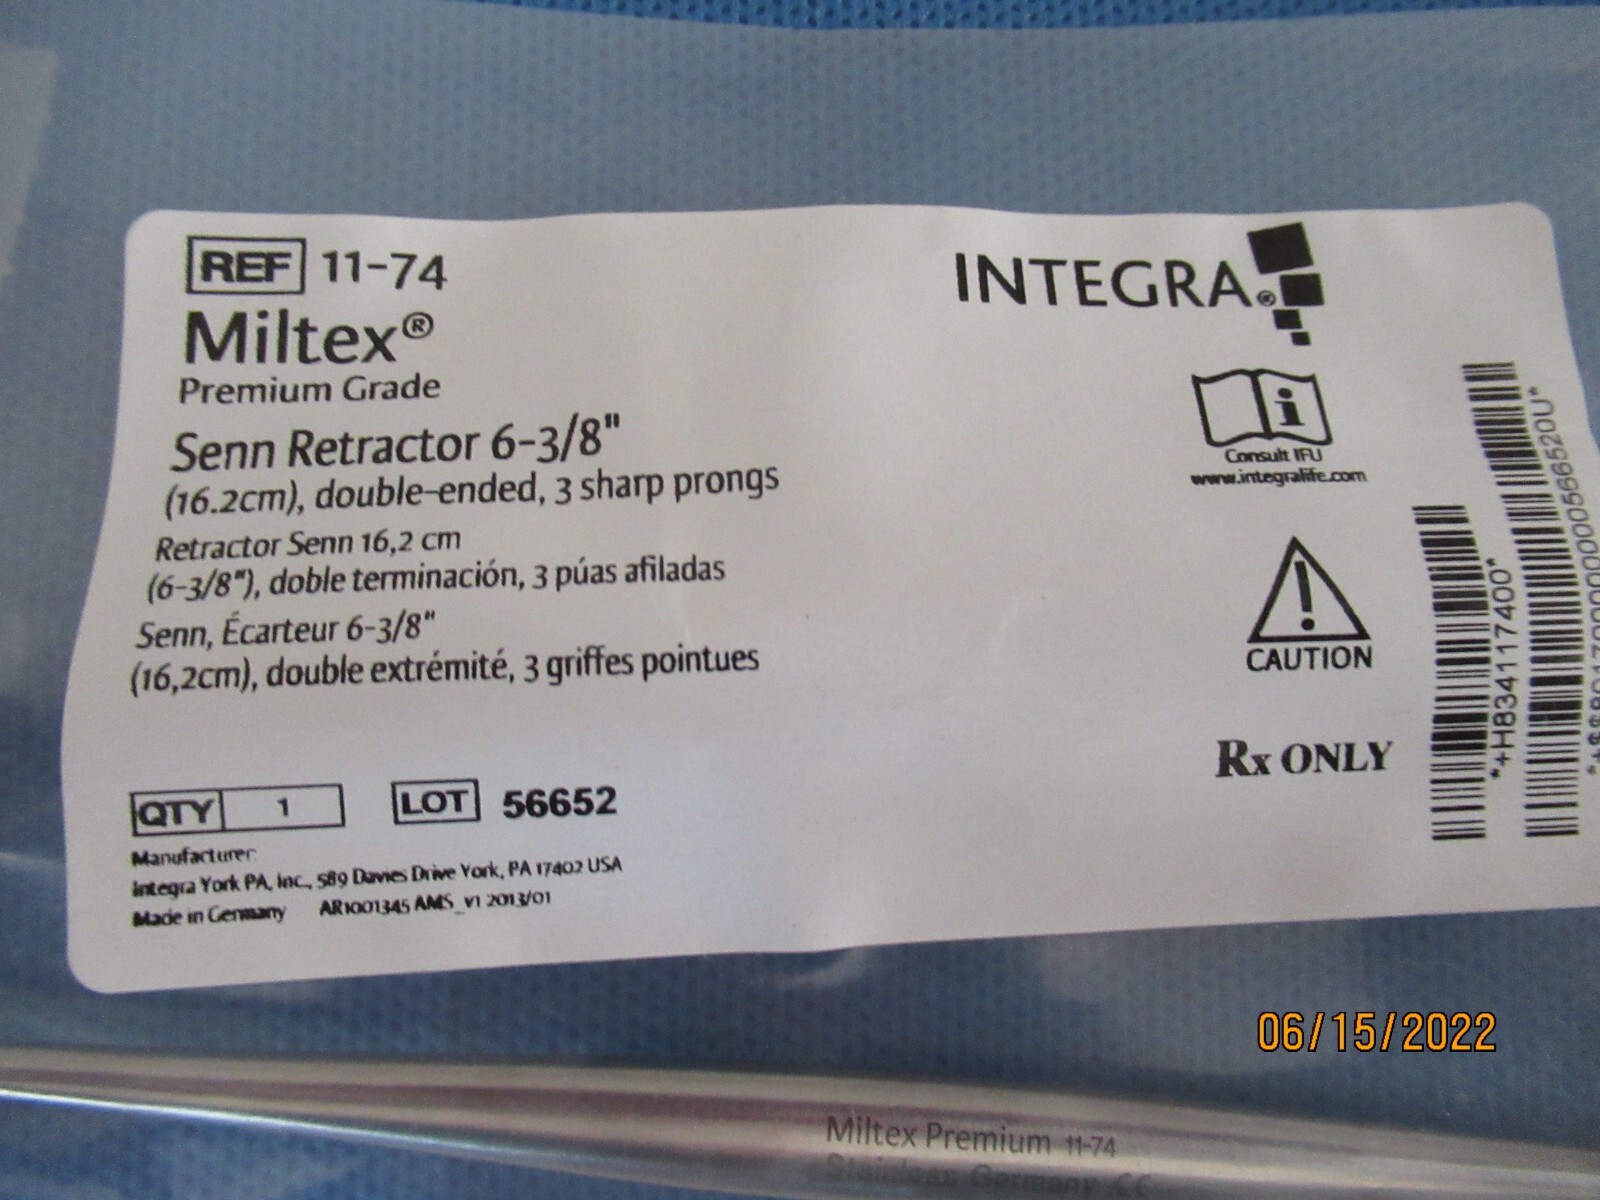 REF 11-74
Miltex®
Premium Grade
Senn Retractor 6-3/8"
(16.2cm), double-ended, 3 sharp prongs
Retractor Senn 16,2 cm
(6-3/8"), doble terminación, 3 púas afiladas
Senn, Écarteur 6-3/8"
(16,2cm), double extrémité, 3 griffes pointues
QTY 1
LOT 56652
Manufacturer:
Integra York PA, Inc., 589 Davies Drive York, PA 17402 USA
Made in Germany AR1001345 AMS_v1 2013/01
INTEGRA®
i
Consult IFU
www.integralife.com
!
CAUTION
Rx ONLY
*+H8341117400*
06/15/2022
Miltex Premium 11-74
Stainless Germany CE